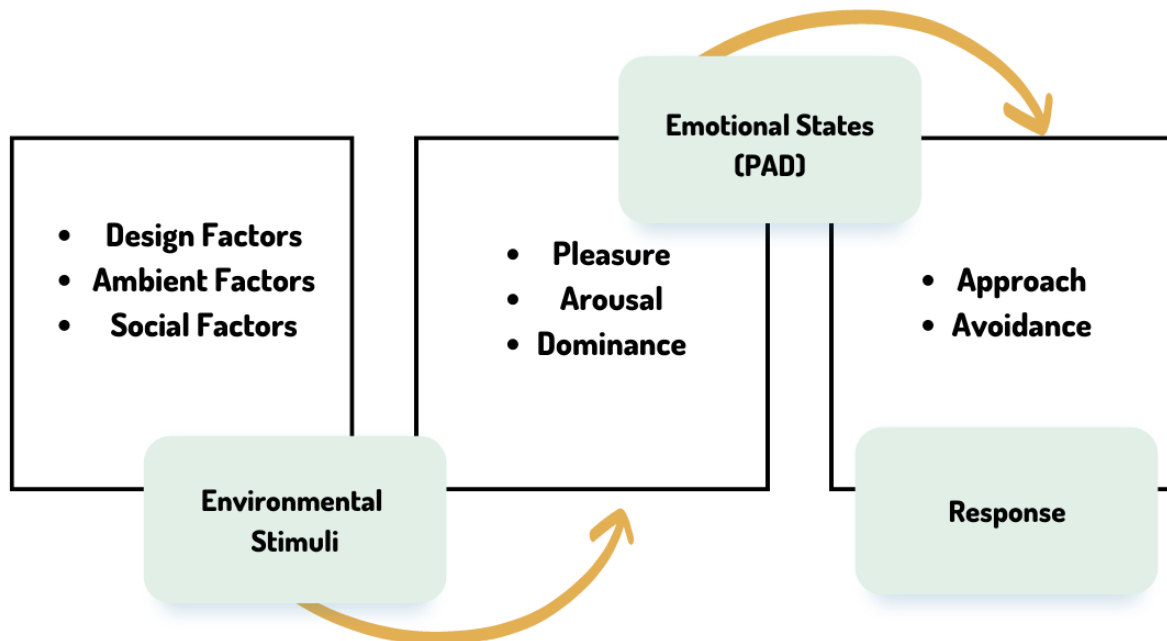 Design Factors
Ambient Factors
Social Factors
Environmental
Stimuli
Emotional States
(PAD)
Pleasure
Arousal
Dominance
Approach
Avoidance
Response